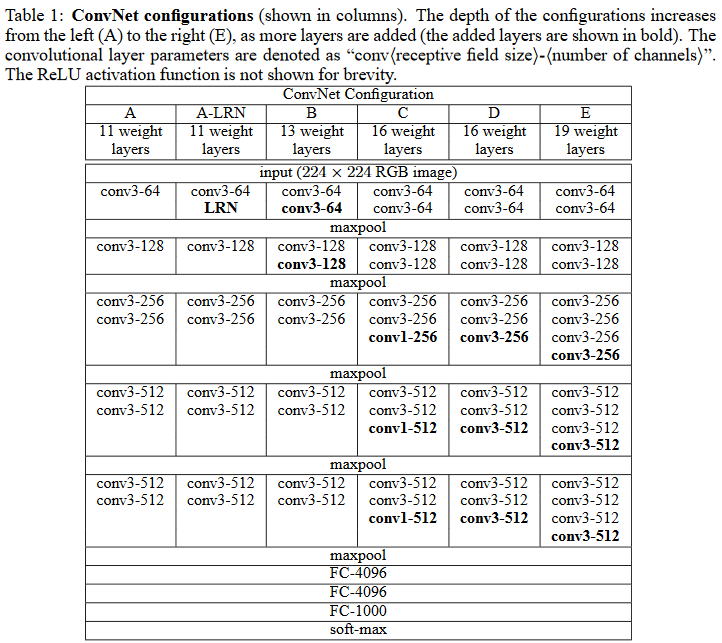 Table 1: ConvNet configurations (shown in columns). The depth of the configurations increases
from the left (A) to the right (E), as more layers are added (the added layers are shown in bold). The
convolutional layer parameters are denoted as “conv⟨receptive field size⟩-⟨number of channels⟩”.
The ReLU activation function is not shown for brevity.
ConvNet Configuration
A A-LRN B C D E
11 weight 11 weight 13 weight 16 weight 16 weight 19 weight
layers layers layers layers layers layers
input (224 × 224 RGB image)
conv3-64 conv3-64 conv3-64 conv3-64 conv3-64 conv3-64
LRN conv3-64 conv3-64 conv3-64 conv3-64
maxpool
conv3-128 conv3-128 conv3-128 conv3-128 conv3-128 conv3-128
conv3-128 conv3-128 conv3-128 conv3-128
maxpool
conv3-256 conv3-256 conv3-256 conv3-256 conv3-256 conv3-256
conv3-256 conv3-256 conv3-256 conv3-256 conv3-256 conv3-256
conv1-256 conv3-256 conv3-256
conv3-256
maxpool
conv3-512 conv3-512 conv3-512 conv3-512 conv3-512 conv3-512
conv3-512 conv3-512 conv3-512 conv3-512 conv3-512 conv3-512
conv1-512 conv3-512 conv3-512
conv3-512
maxpool
conv3-512 conv3-512 conv3-512 conv3-512 conv3-512 conv3-512
conv3-512 conv3-512 conv3-512 conv3-512 conv3-512 conv3-512
conv1-512 conv3-512 conv3-512
conv3-512
maxpool
FC-4096
FC-4096
FC-1000
soft-max